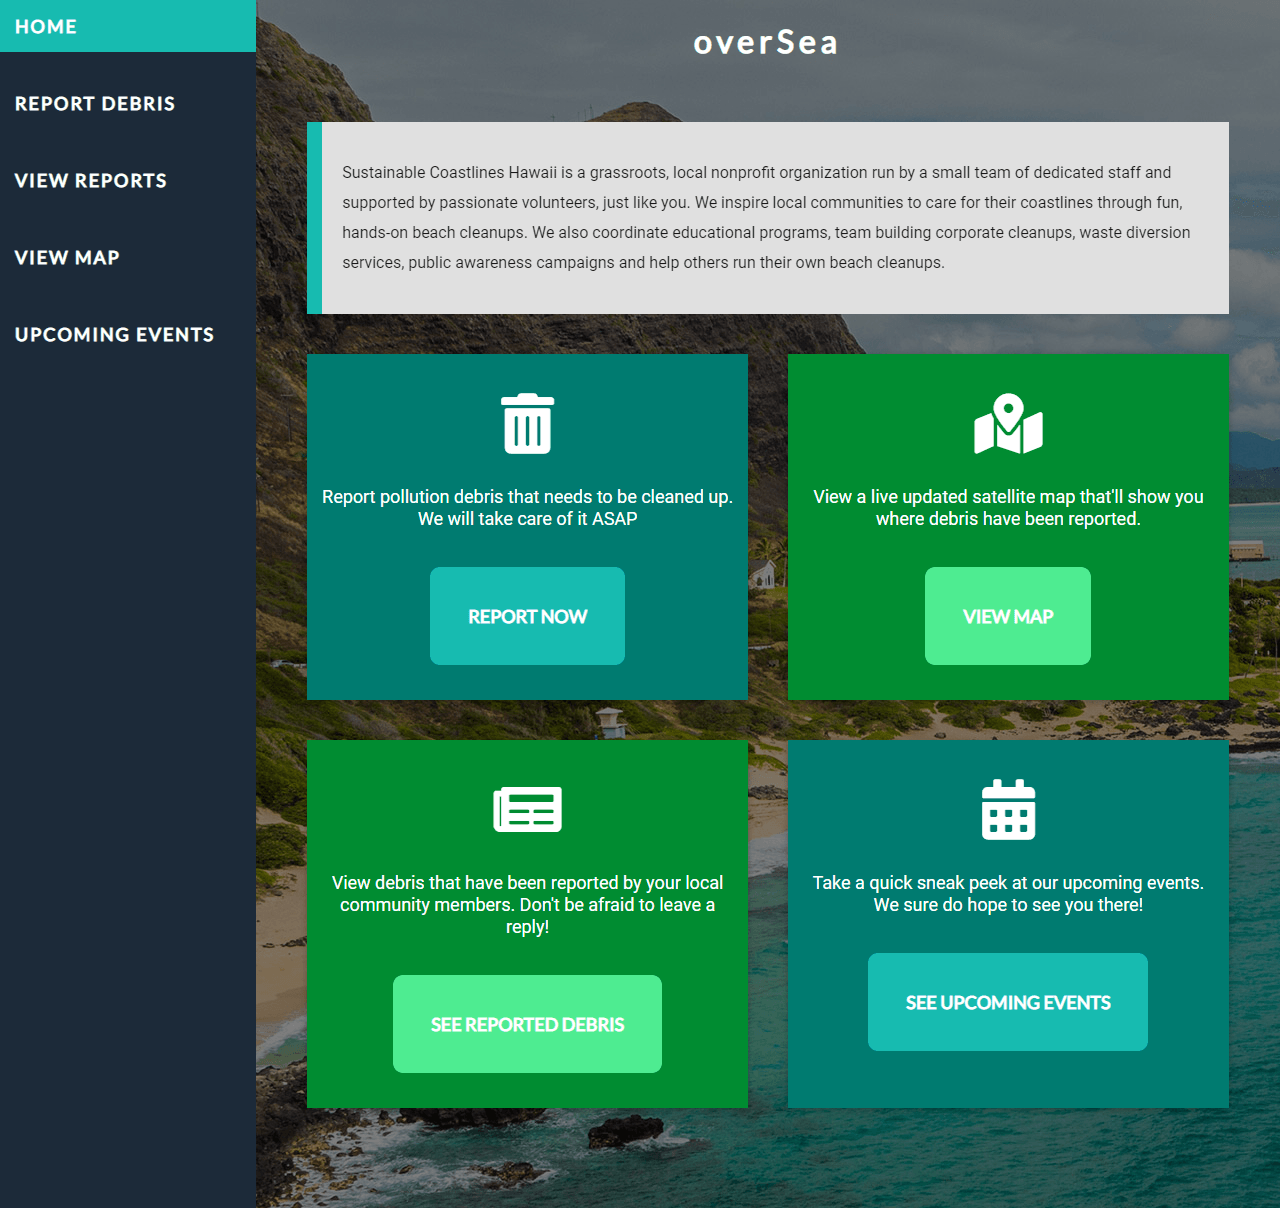 HOME
REPORT DEBRIS
VIEW REPORTS
VIEW MAP
UPCOMING EVENTS
overSea
Sustainable Coastlines Hawaii is a grassroots, local nonprofit organization run by a small team of dedicated staff and
supported by passionate volunteers, just like you. We inspire local communities to care for their coastlines through fun,
hands-on beach cleanups. We also coordinate educational programs, team building corporate cleanups, waste diversion
services, public awareness campaigns and help others run their own beach cleanups.
Report pollution debris that needs to be cleaned up.
We will take care of it ASAP
REPORT NOW
View a live updated satellite map that'll show you
where debris have been reported.
VIEW MAP
View debris that have been reported by your local
community members. Don't be afraid to leave a
reply!
SEE REPORTED DEBRIS
Take a quick sneak peek at our upcoming events.
We sure do hope to see you there!
SEE UPCOMING EVENTS